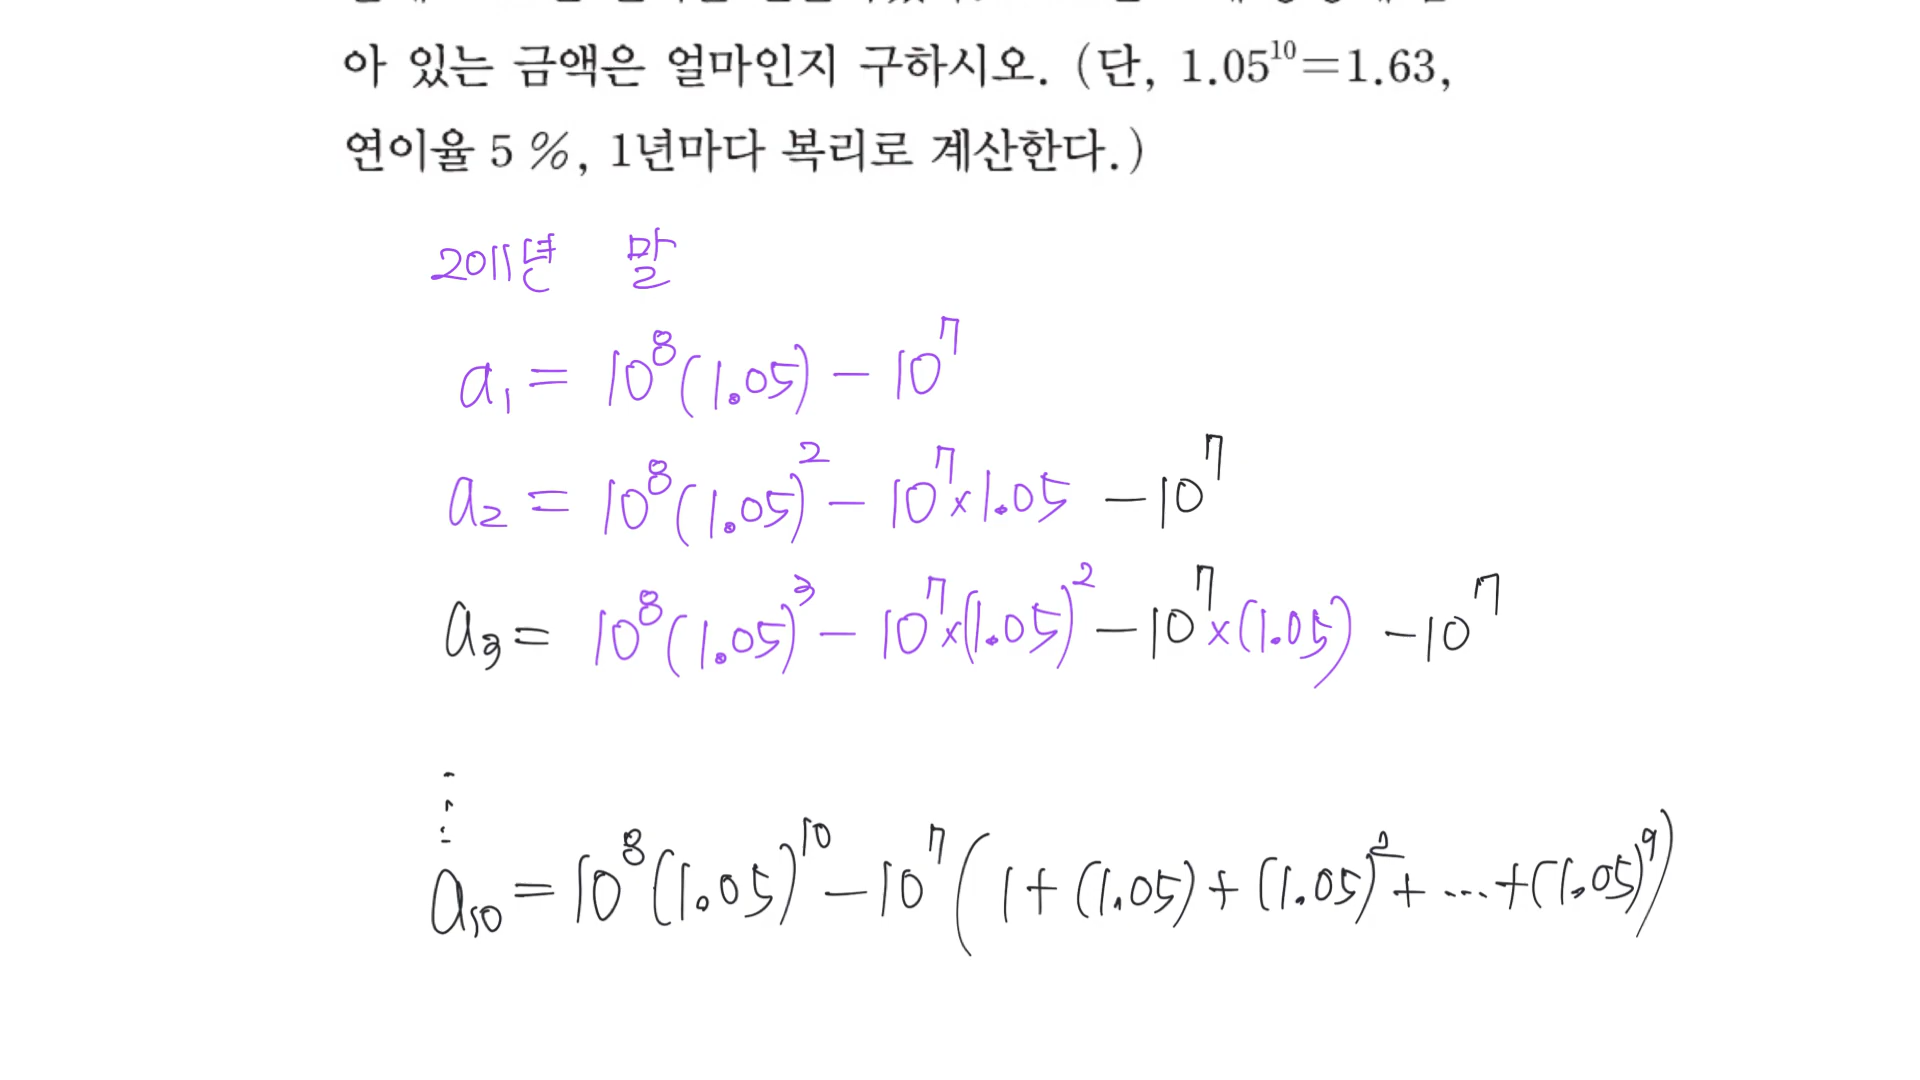 아 있는 금액은 얼마인지 구하시오. (단, 1.05¹⁰=1.63,
연이율 5 %, 1년마다 복리로 계산한다.)
2011년 말
a₁ = 10⁸(1.05) − 10⁷
a₂ = 10⁸(1.05)² − 10⁷×1.05 − 10⁷
a₃ = 10⁸(1.05)³ − 10⁷×(1.05)² − 10⁷×(1.05) − 10⁷
⋮
a₁₀ = 10⁸(1.05)¹⁰ − 10⁷(1 + (1.05) + (1.05)² + ... + (1.05)⁹)